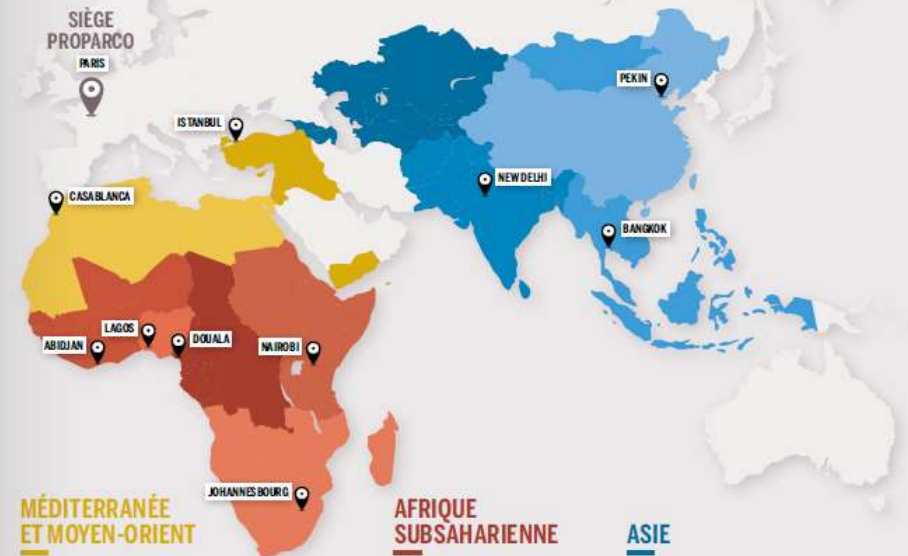 SIÈGE
PROPARCO
PARIS
PEKIN
ISTANBUL
NEW DELHI
CASABLANCA
BANGKOK
LAGOS
DOUALA
ABIDJAN
NAIROBI
JOHANNESBOURG
MÉDITERRANÉE
ET MOYEN-ORIENT
AFRIQUE
SUBSAHARIENNE
ASIE